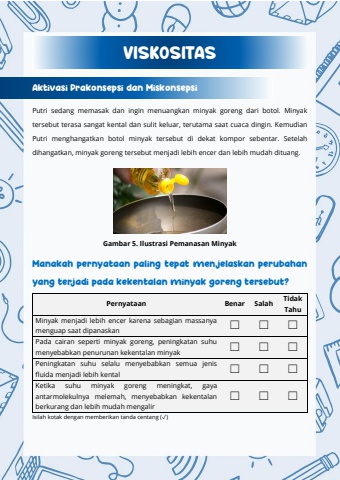 VISKOSITAS
Aktivasi Prakonsepsi dan Miskonsepsi
Putri sedang memasak dan ingin menuangkan minyak goreng dari botol. Minyak
tersebut terasa sangat kental dan sulit keluar, terutama saat cuaca dingin. Kemudian
Putri menghangatkan botol minyak tersebut di dekat kompor sebentar. Setelah
dihangatkan, minyak goreng tersebut menjadi lebih encer dan lebih mudah dituang.
Gambar 5. Ilustrasi Pemanasan Minyak
Manakah pernyataan paling tepat menjelaskan perubahan
yang terjadi pada kekentalan minyak goreng tersebut?
Pernyataan Benar Salah Tidak
Tahu
Minyak menjadi lebih encer karena sebagian massanya
menguap saat dipanaskan
Pada cairan seperti minyak goreng, peningkatan suhu
menyebabkan penurunan kekentalan minyak
Peningkatan suhu selalu menyebabkan semua jenis
fluida menjadi lebih kental
Ketika suhu minyak goreng meningkat, gaya
antarmolekulnya melemah, menyebabkan kekentalan
berkurang dan lebih mudah mengalir
Isilah kotak dengan memberikan tanda centang (✓)